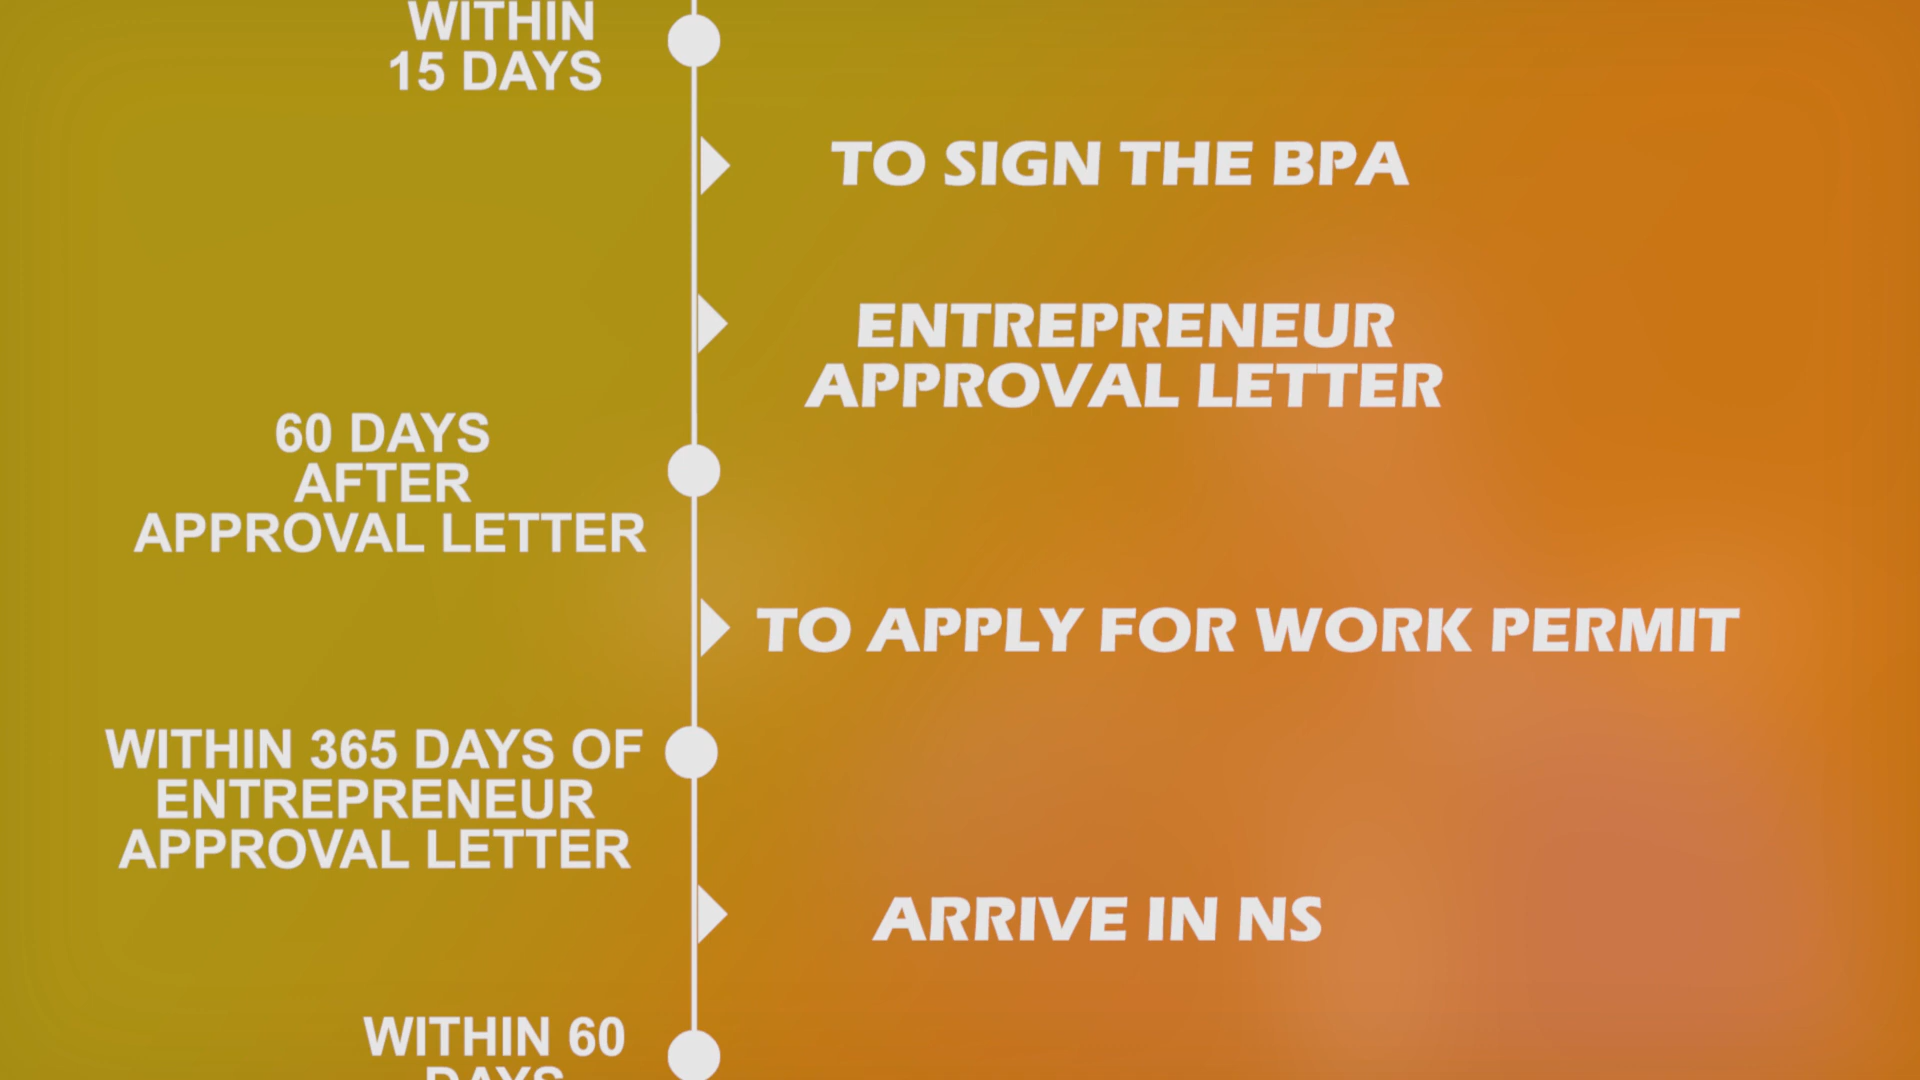 WITHIN
15 DAYS
TO SIGN THE BPA
ENTREPRENEUR
APPROVAL LETTER
60 DAYS
AFTER
APPROVAL LETTER
TO APPLY FOR WORK PERMIT
WITHIN 365 DAYS OF
ENTREPRENEUR
APPROVAL LETTER
ARRIVE IN NS
WITHIN 60
DAYS